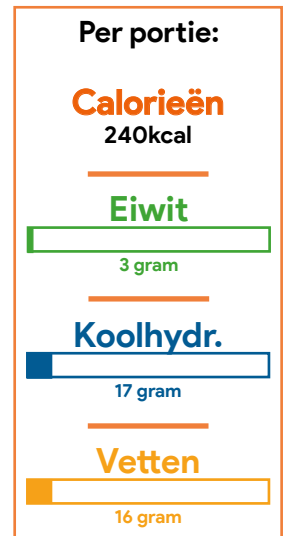 Per portie:
Calorieën
240kcal
Eiwit
3 gram
Koolhydr.
17 gram
Vetten
16 gram